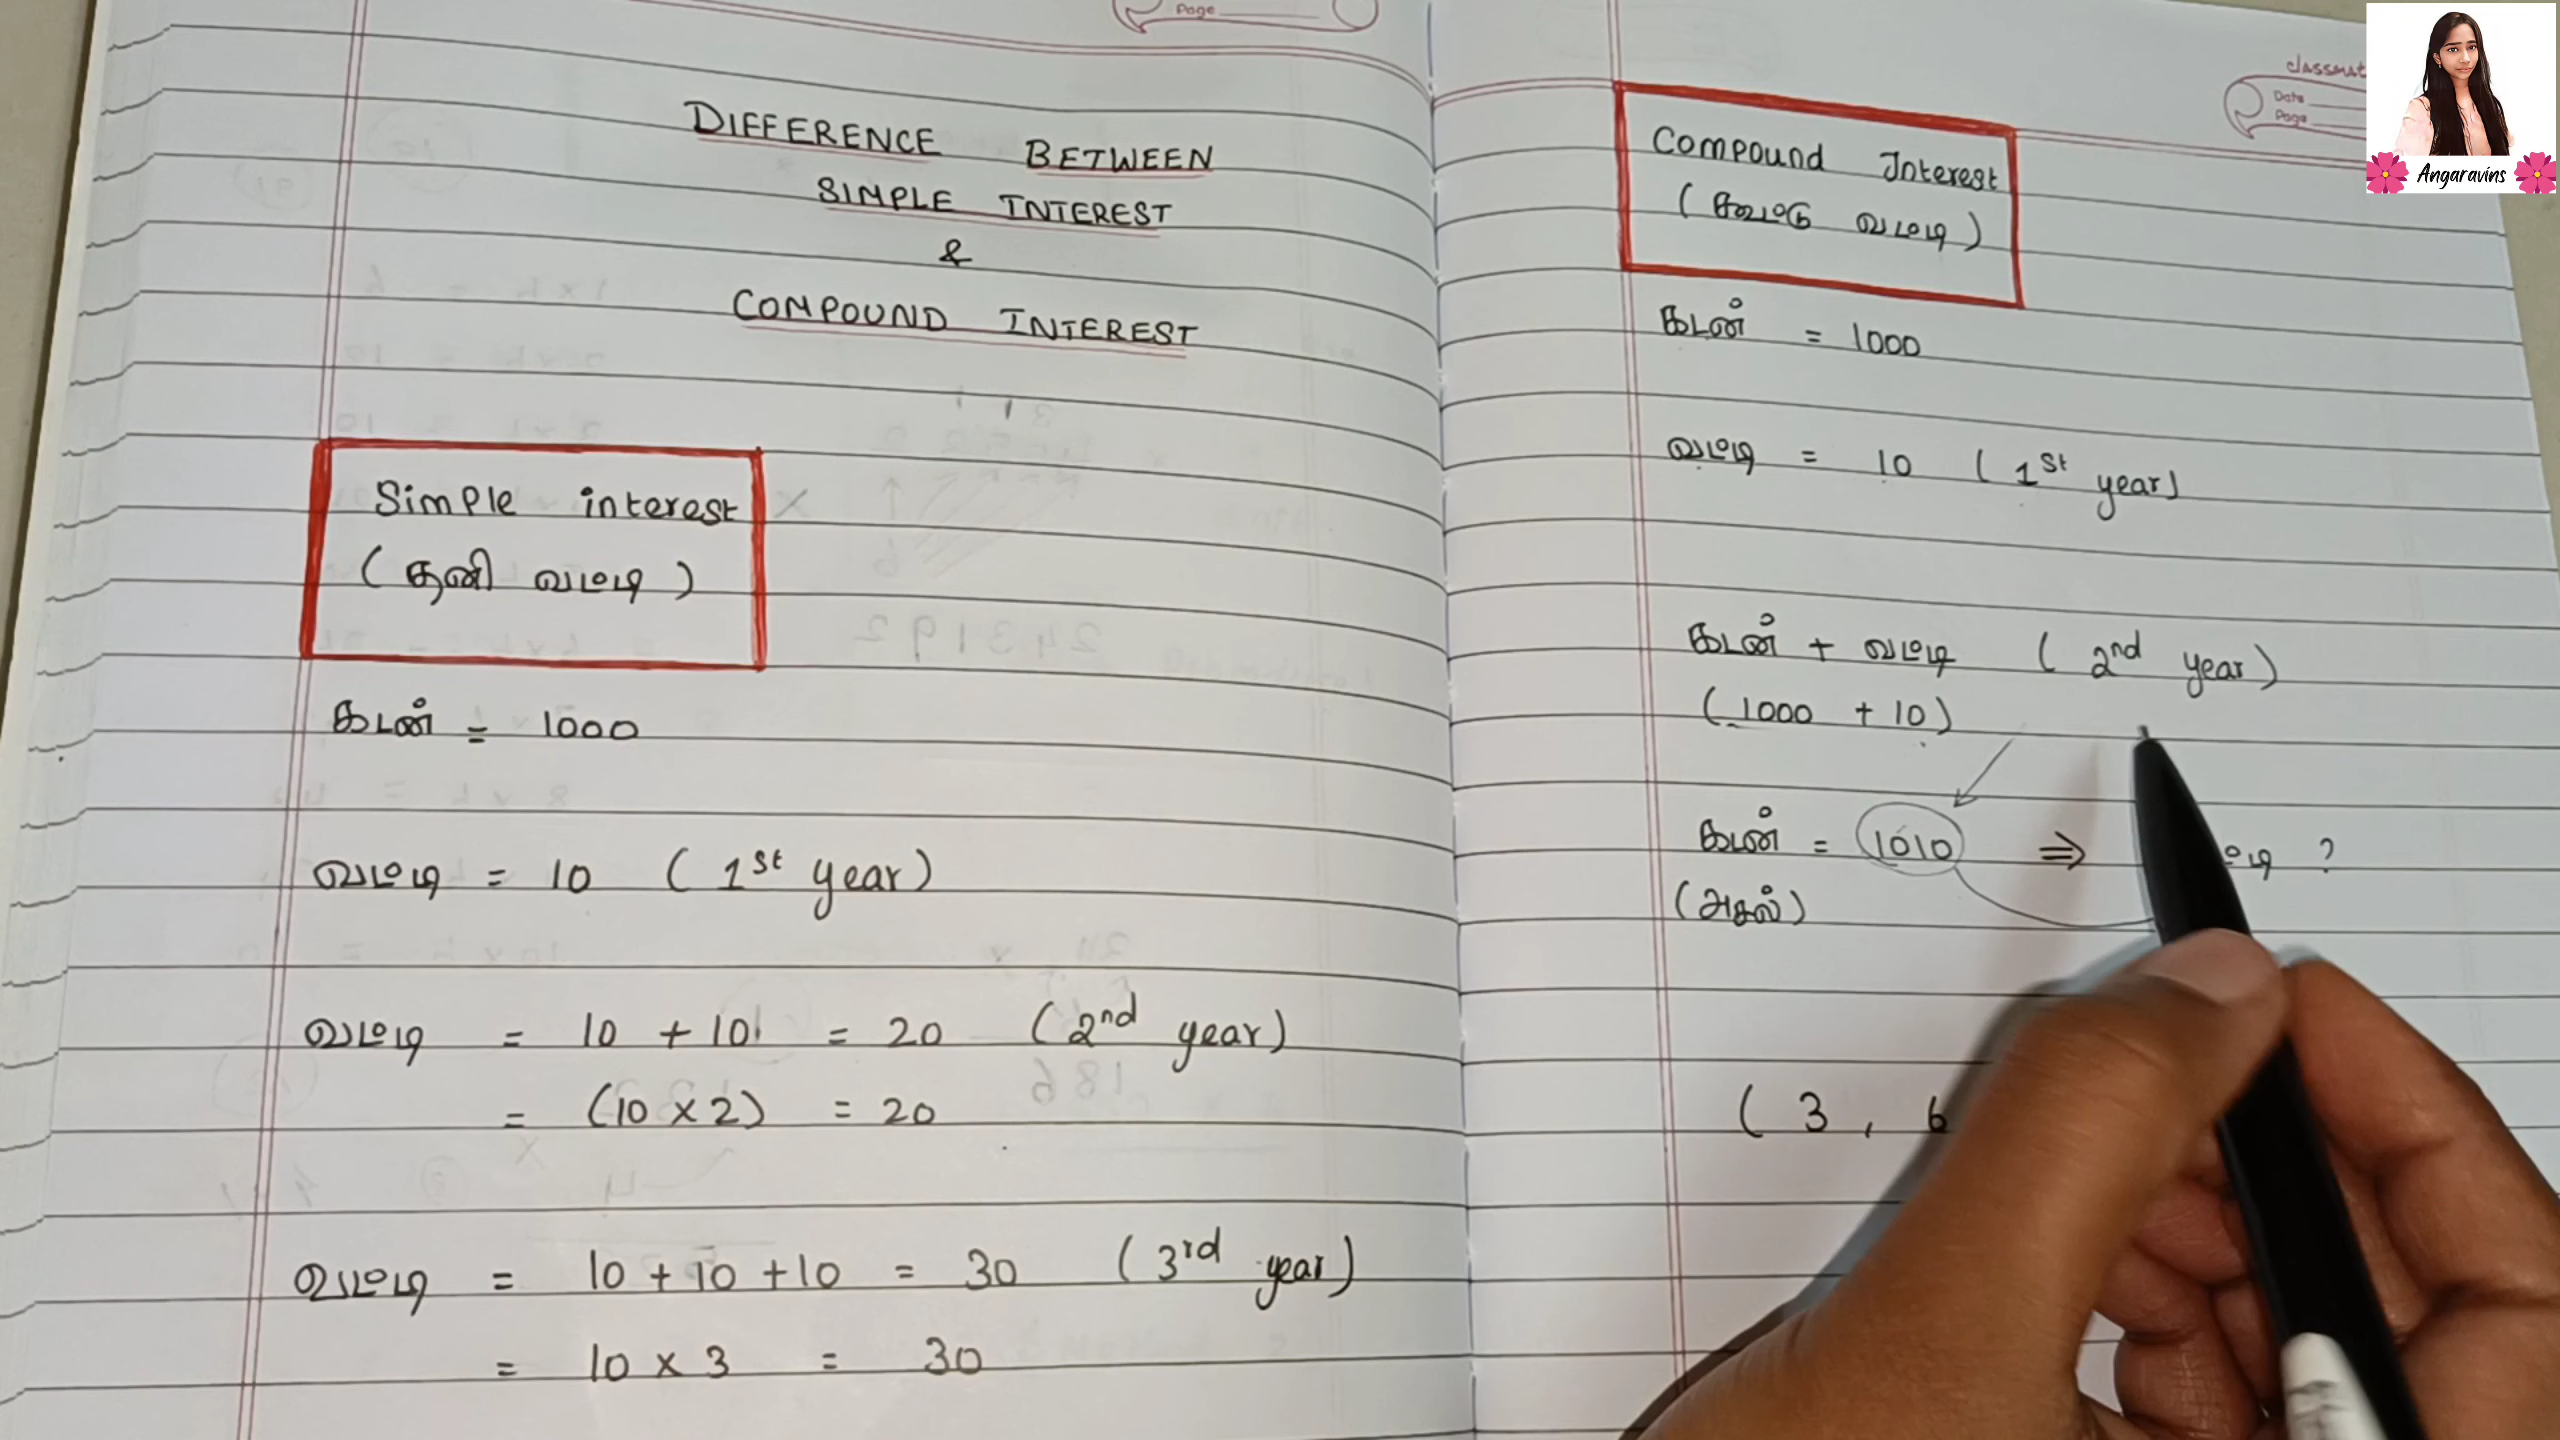 Page
DIFFERENCE BETWEEN
SIMPLE INTEREST
&
COMPOUND INTEREST
Simple interest
(தனி வட்டி)
கடன் = 1000
வட்டி = 10 (1st year)
வட்டி = 10 + 10 = 20 (2nd year)
= (10 × 2) = 20
வட்டி = 10 + 10 + 10 = 30 (3rd year)
= 10 × 3 = 30
classmat
Date
Page
Angaravins
Compound Interest
(கூட்டு வட்டி)
கடன் = 1000
வட்டி = 10 (1st year)
கடன் + வட்டி (2nd year)
(1000 + 10)
கடன் = 1010 ⇒ ட்டி ?
(அசல்)
( 3 , 6